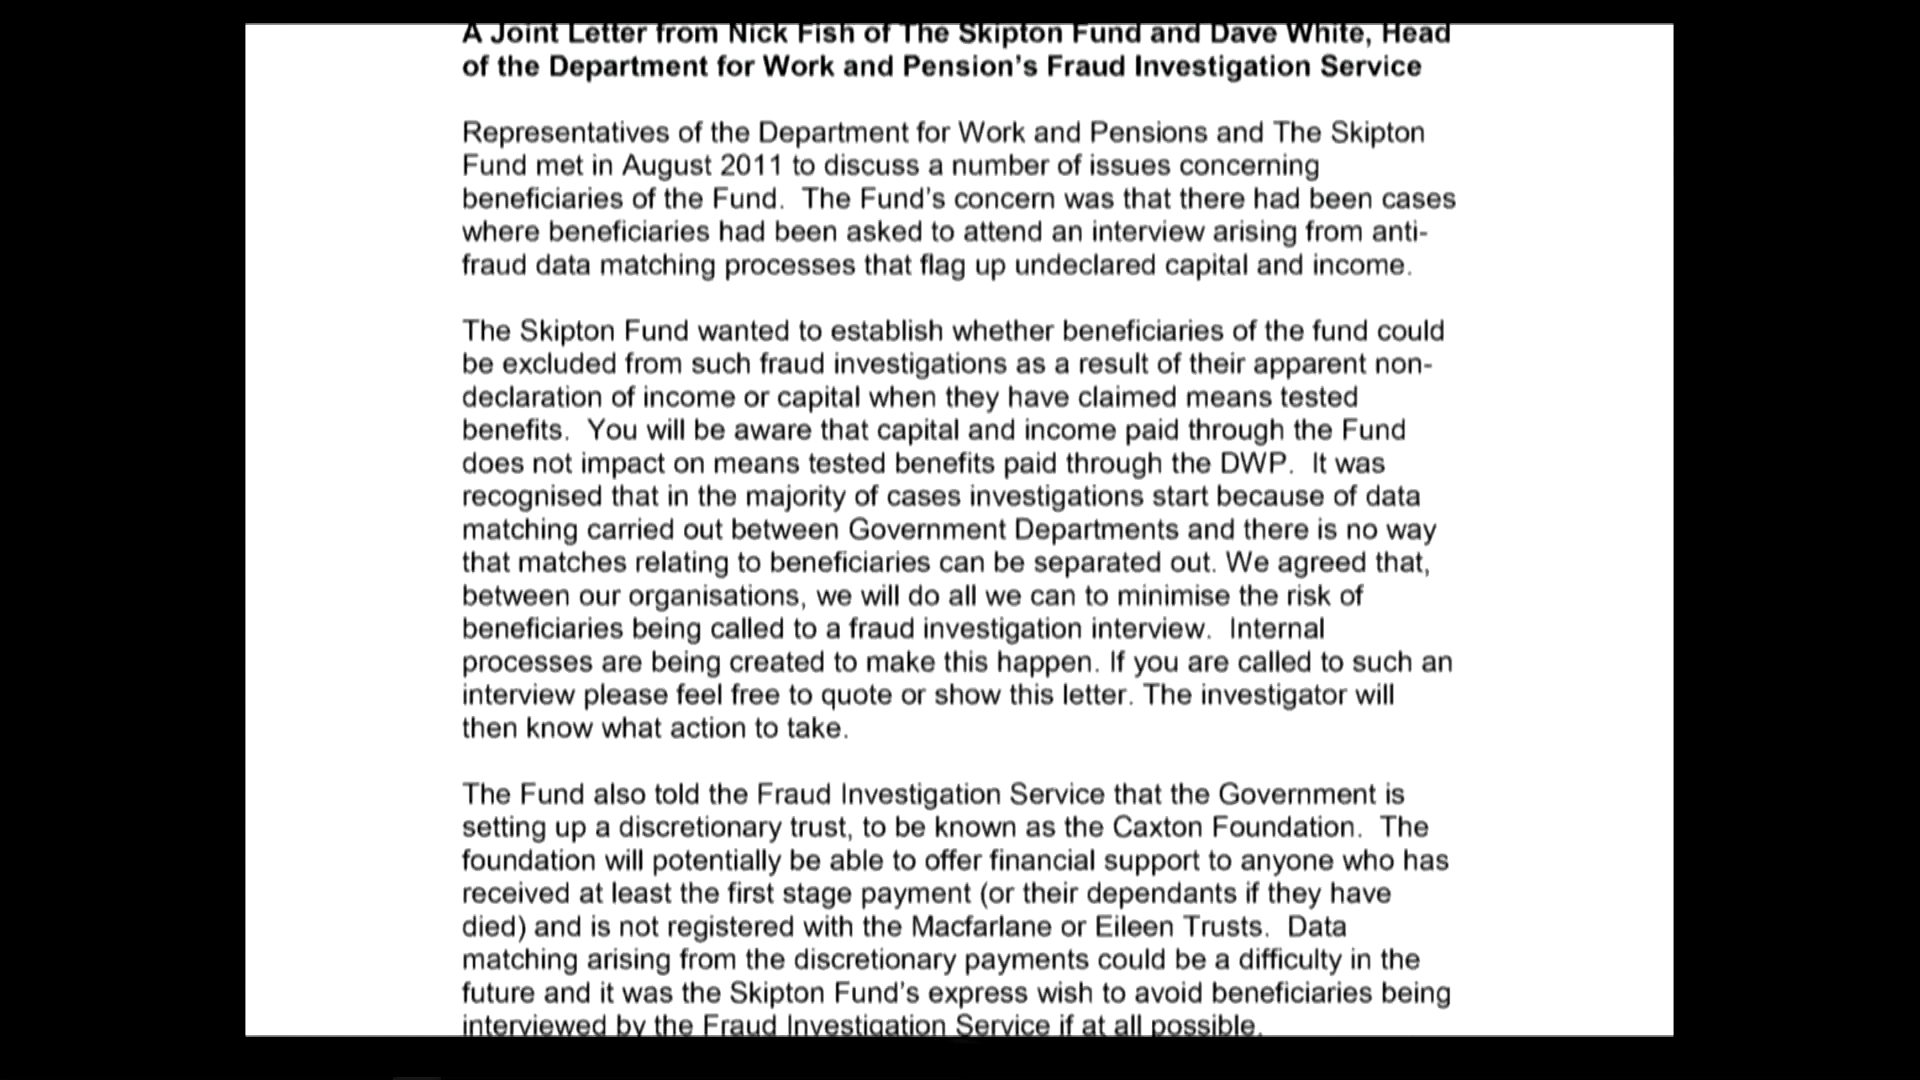 A Joint Letter from Nick Fish of The Skipton Fund and Dave White, Head
of the Department for Work and Pension's Fraud Investigation Service
Representatives of the Department for Work and Pensions and The Skipton
Fund met in August 2011 to discuss a number of issues concerning
beneficiaries of the Fund.  The Fund's concern was that there had been cases
where beneficiaries had been asked to attend an interview arising from anti-
fraud data matching processes that flag up undeclared capital and income.
The Skipton Fund wanted to establish whether beneficiaries of the fund could
be excluded from such fraud investigations as a result of their apparent non-
declaration of income or capital when they have claimed means tested
benefits.  You will be aware that capital and income paid through the Fund
does not impact on means tested benefits paid through the DWP.  It was
recognised that in the majority of cases investigations start because of data
matching carried out between Government Departments and there is no way
that matches relating to beneficiaries can be separated out. We agreed that,
between our organisations, we will do all we can to minimise the risk of
beneficiaries being called to a fraud investigation interview.  Internal
processes are being created to make this happen. If you are called to such an
interview please feel free to quote or show this letter. The investigator will
then know what action to take.
The Fund also told the Fraud Investigation Service that the Government is
setting up a discretionary trust, to be known as the Caxton Foundation.  The
foundation will potentially be able to offer financial support to anyone who has
received at least the first stage payment (or their dependants if they have
died) and is not registered with the Macfarlane or Eileen Trusts.  Data
matching arising from the discretionary payments could be a difficulty in the
future and it was the Skipton Fund's express wish to avoid beneficiaries being
interviewed by the Fraud Investigation Service if at all possible.